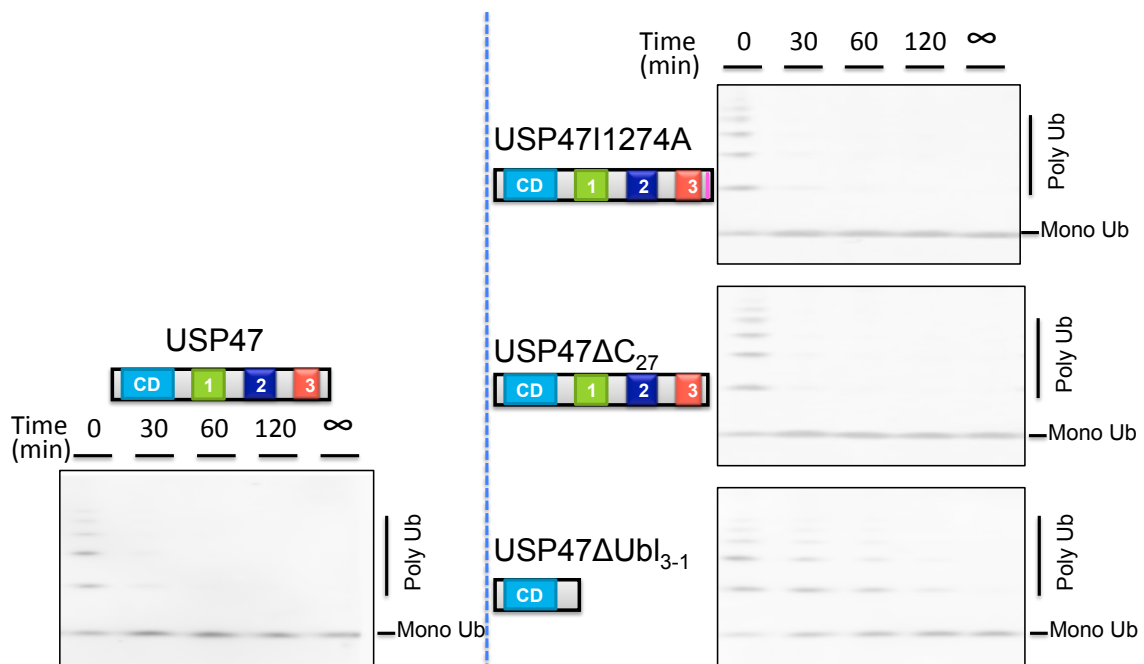 USP47
CD 1 2 3
Time (min) 0 30 60 120 ∞
Poly Ub
Mono Ub
Time (min) 0 30 60 120 ∞
USP47I1274A
CD 1 2 3
Poly Ub
Mono Ub
USP47ΔC27
CD 1 2 3
Poly Ub
Mono Ub
USP47ΔUbl3-1
CD
Poly Ub
Mono Ub